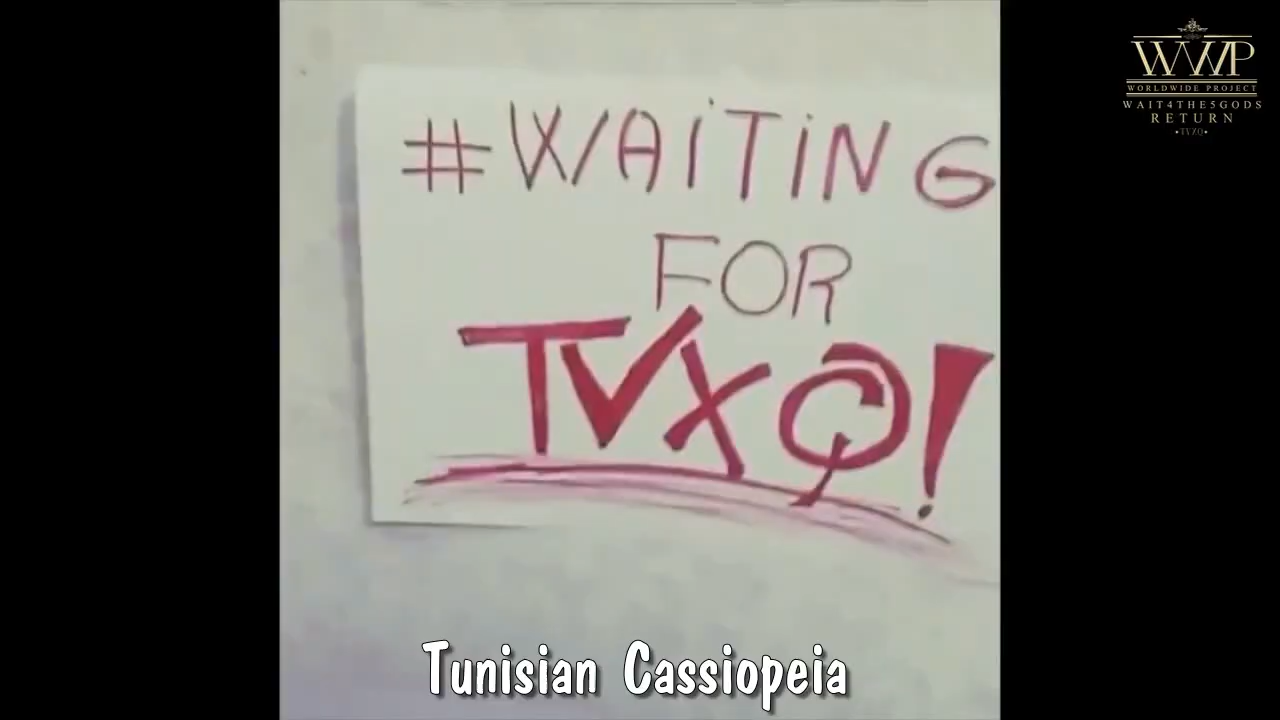 #WAiTiNG
FOR
TVXQ!
Tunisian Cassiopeia
WWP
WORLDWIDE PROJECT
WAIT4THE5GODS
RETURN
•TVXQ•